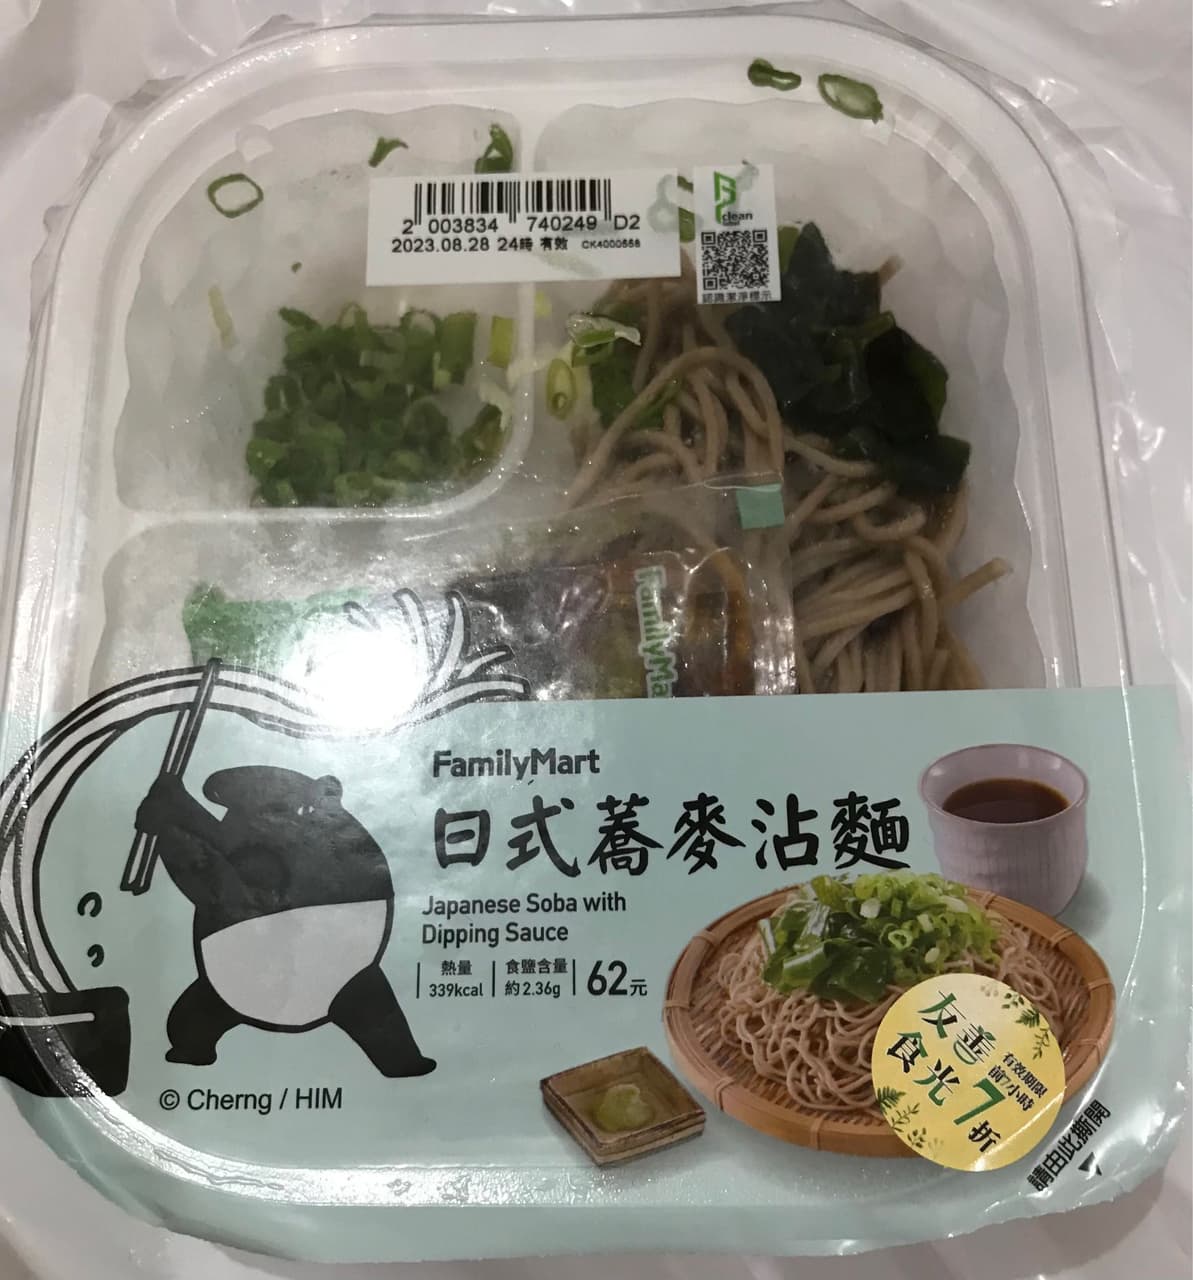 2 003834 740249 D2
2023.08.28 24時 有效 CK4000558
clean
label
認識潔淨標示
FamilyMa
FamilyMart
日式蕎麥沾麵
Japanese Soba with
Dipping Sauce
熱量
339kcal
食鹽含量
約2.36g
62元
© Cherng / HIM
友善
食光
有效期限
前7小時
7折
請由此撕開